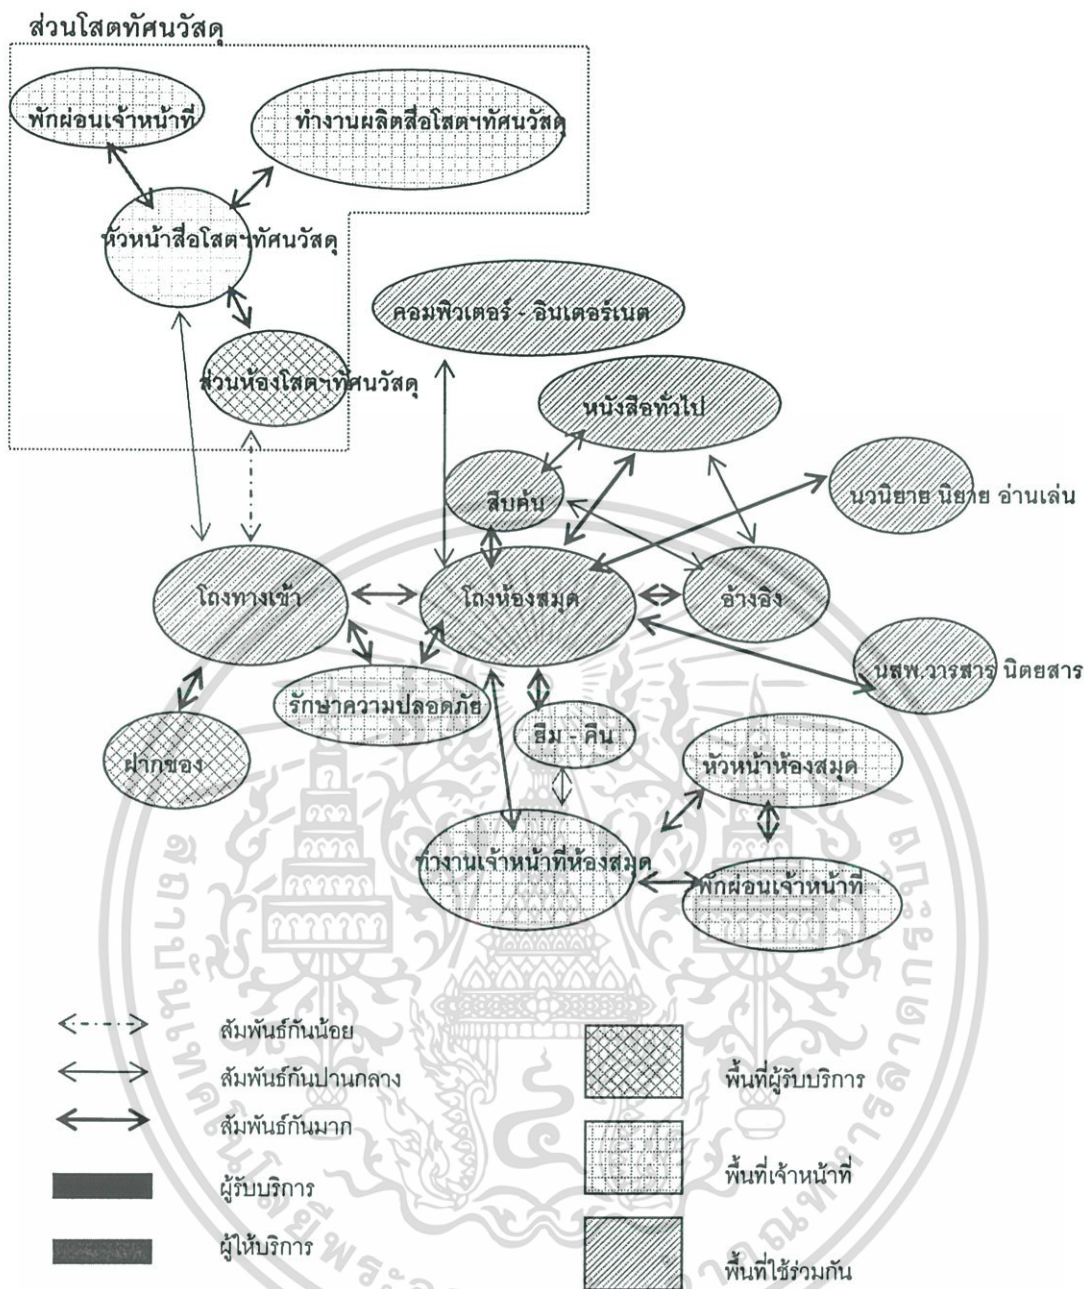 ส่วนโสตทัศนวัสดุ
พักผ่อนเจ้าหน้าที่
ทำงานผลิตสื่อโสตฯทัศนวัสดุ
หัวหน้าสื่อโสตฯทัศนวัสดุ
คอมพิวเตอร์ - อินเตอร์เนต
ส่วนห้องโสตฯทัศนวัสดุ
หนังสือทั่วไป
สืบค้น
นวนิยาย นิยาย อ่านเล่น
โถงทางเข้า
โถงห้องสมุด
อ้างอิง
นสพ.วารสาร นิตยสาร
รักษาความปลอดภัย
ยืม - คืน
ฝากของ
หัวหน้าห้องสมุด
ทำงานเจ้าหน้าที่ห้องสมุด
พักผ่อนเจ้าหน้าที่
สัมพันธ์กันน้อย
สัมพันธ์กันปานกลาง
สัมพันธ์กันมาก
ผู้รับบริการ
ผู้ให้บริการ
พื้นที่ผู้รับบริการ
พื้นที่เจ้าหน้าที่
พื้นที่ใช้ร่วมกัน